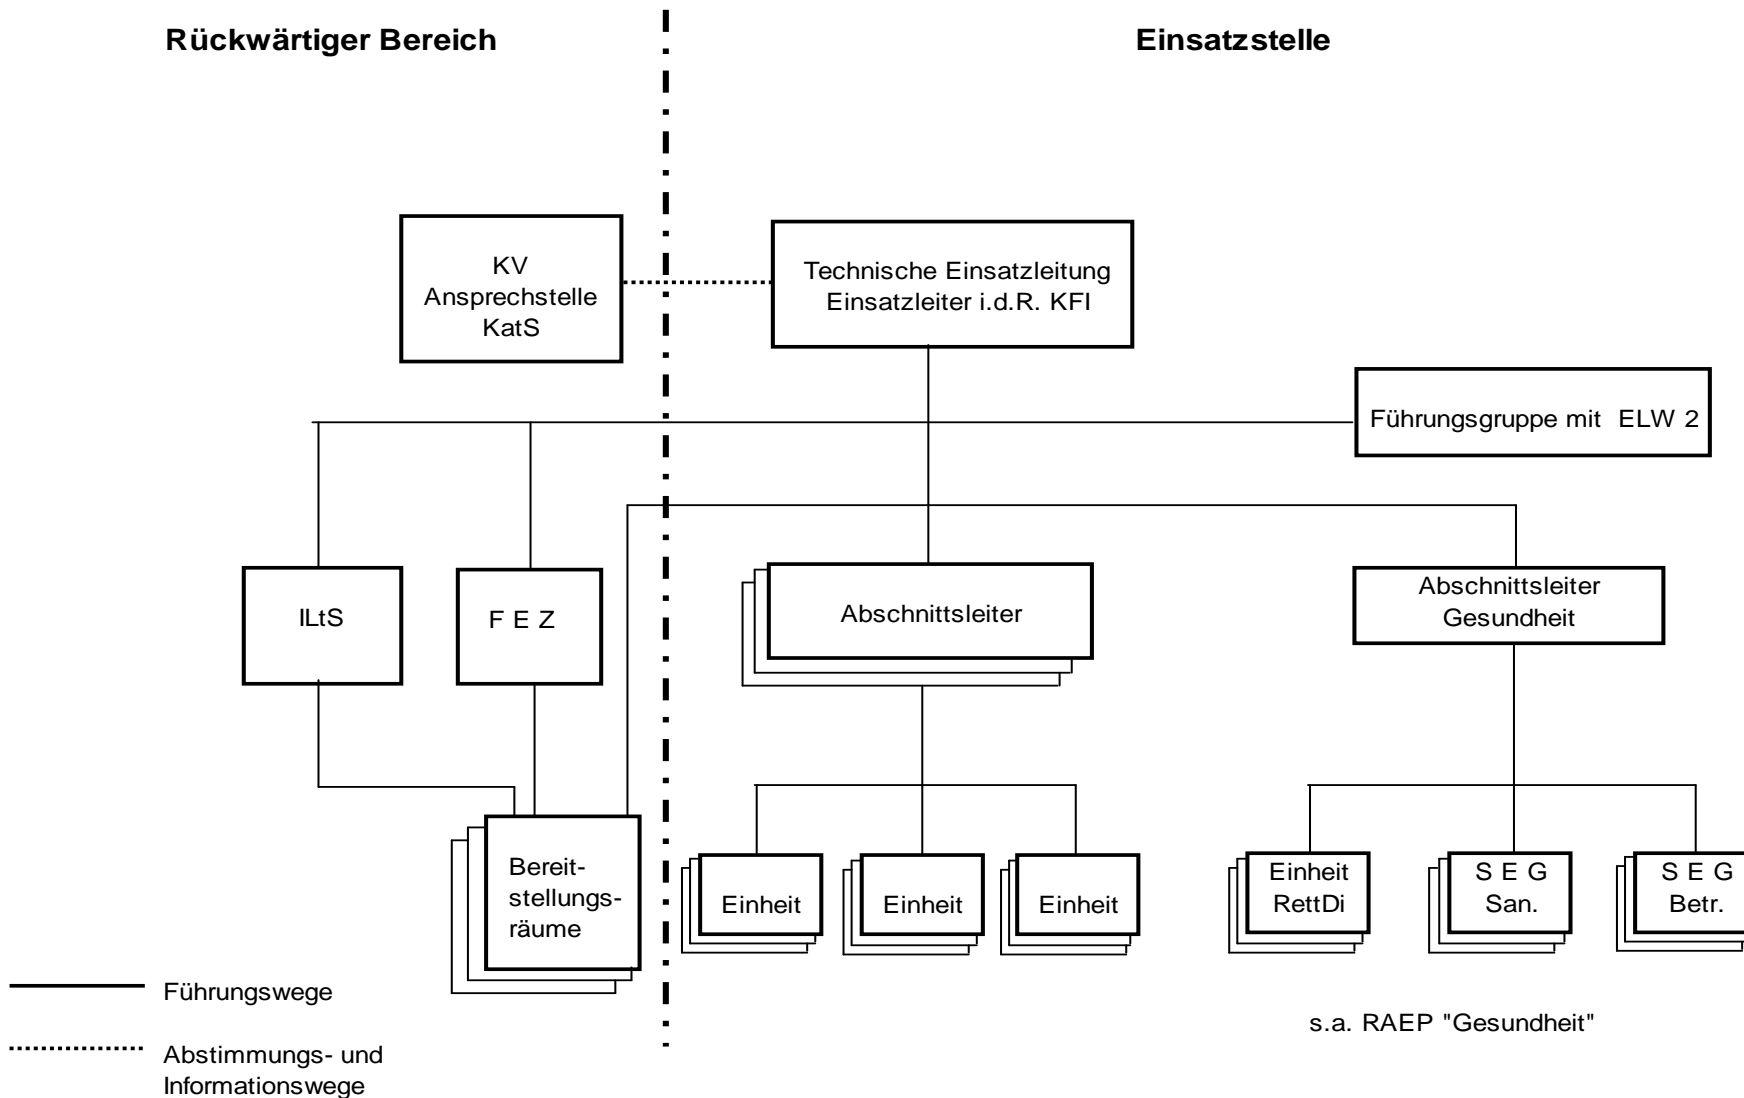 Rückwärtiger Bereich
Einsatzstelle
KV
Ansprechstelle
KatS
Technische Einsatzleitung
Einsatzleiter i.d.R. KFI
Führungsgruppe mit ELW 2
ILtS
F E Z
Abschnittsleiter
Abschnittsleiter
Gesundheit
Bereit-
stellungs-
räume
Einheit
Einheit
Einheit
Einheit
RettDi
S E G
San.
S E G
Betr.
Führungswege
Abstimmungs- und
Informationswege
s.a. RAEP "Gesundheit"